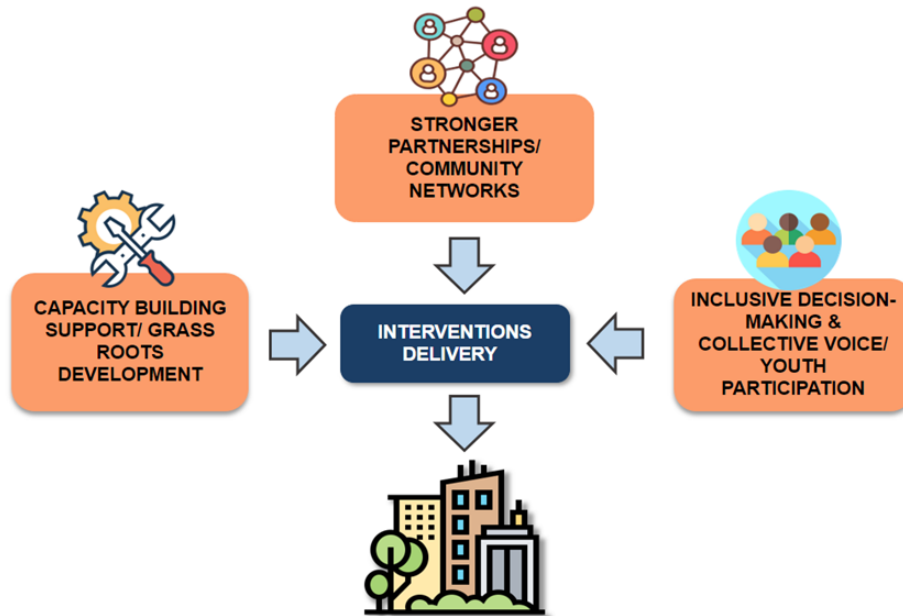 STRONGER
PARTNERSHIPS/
COMMUNITY
NETWORKS
CAPACITY BUILDING
SUPPORT/ GRASS
ROOTS
DEVELOPMENT
INTERVENTIONS
DELIVERY
INCLUSIVE DECISION-
MAKING &
COLLECTIVE VOICE/
YOUTH
PARTICIPATION